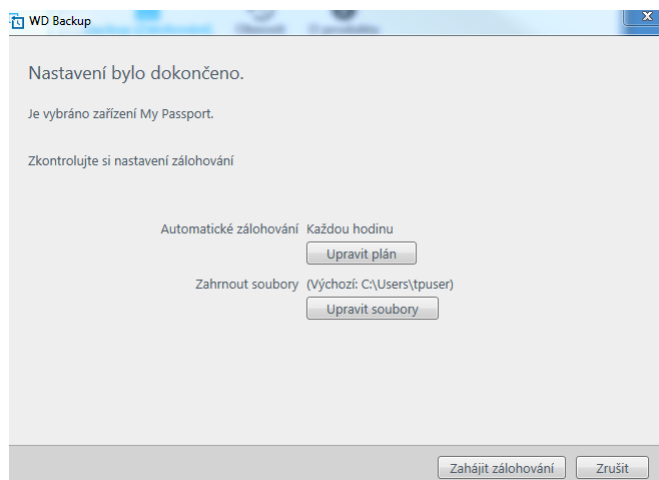 WD Backup
Nastavení bylo dokončeno.
Je vybráno zařízení My Passport.
Zkontrolujte si nastavení zálohování
Automatické zálohování Každou hodinu
Upravit plán
Zahrnout soubory (Výchozí: C:\Users\tpuser)
Upravit soubory
Zahájit zálohování Zrušit